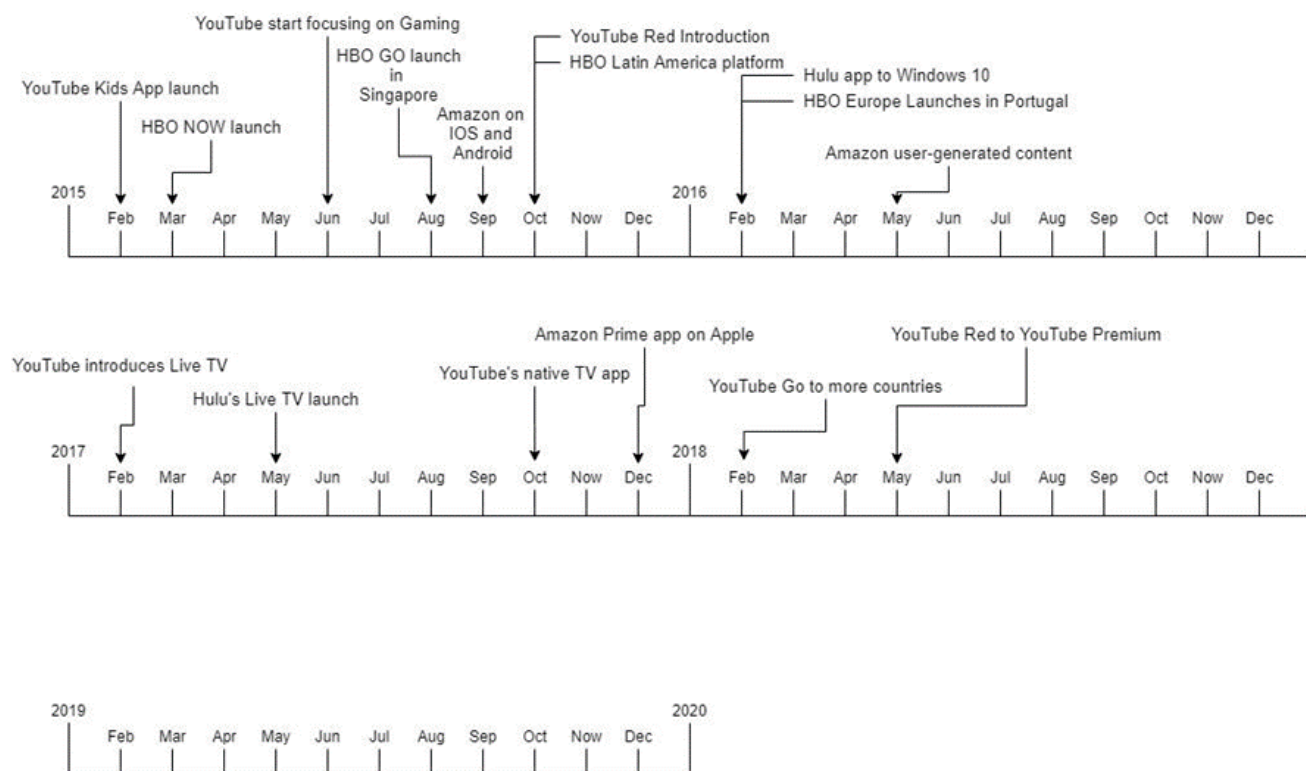 YouTube start focusing on Gaming
YouTube Red Introduction
HBO GO launch
in
Singapore
HBO Latin America platform
Hulu app to Windows 10
YouTube Kids App launch
HBO Europe Launches in Portugal
Amazon on
IOS and
Android
HBO NOW launch
Amazon user-generated content
2015 2016
Feb Mar Apr May Jun Jul Aug Sep Oct Now Dec Feb Mar Apr May Jun Jul Aug Sep Oct Now Dec
Amazon Prime app on Apple
YouTube Red to YouTube Premium
YouTube introduces Live TV
YouTube's native TV app
YouTube Go to more countries
Hulu's Live TV launch
2017 2018
Feb Mar Apr May Jun Jul Aug Sep Oct Now Dec Feb Mar Apr May Jun Jul Aug Sep Oct Now Dec
2019 2020
Feb Mar Apr May Jun Jul Aug Sep Oct Now Dec